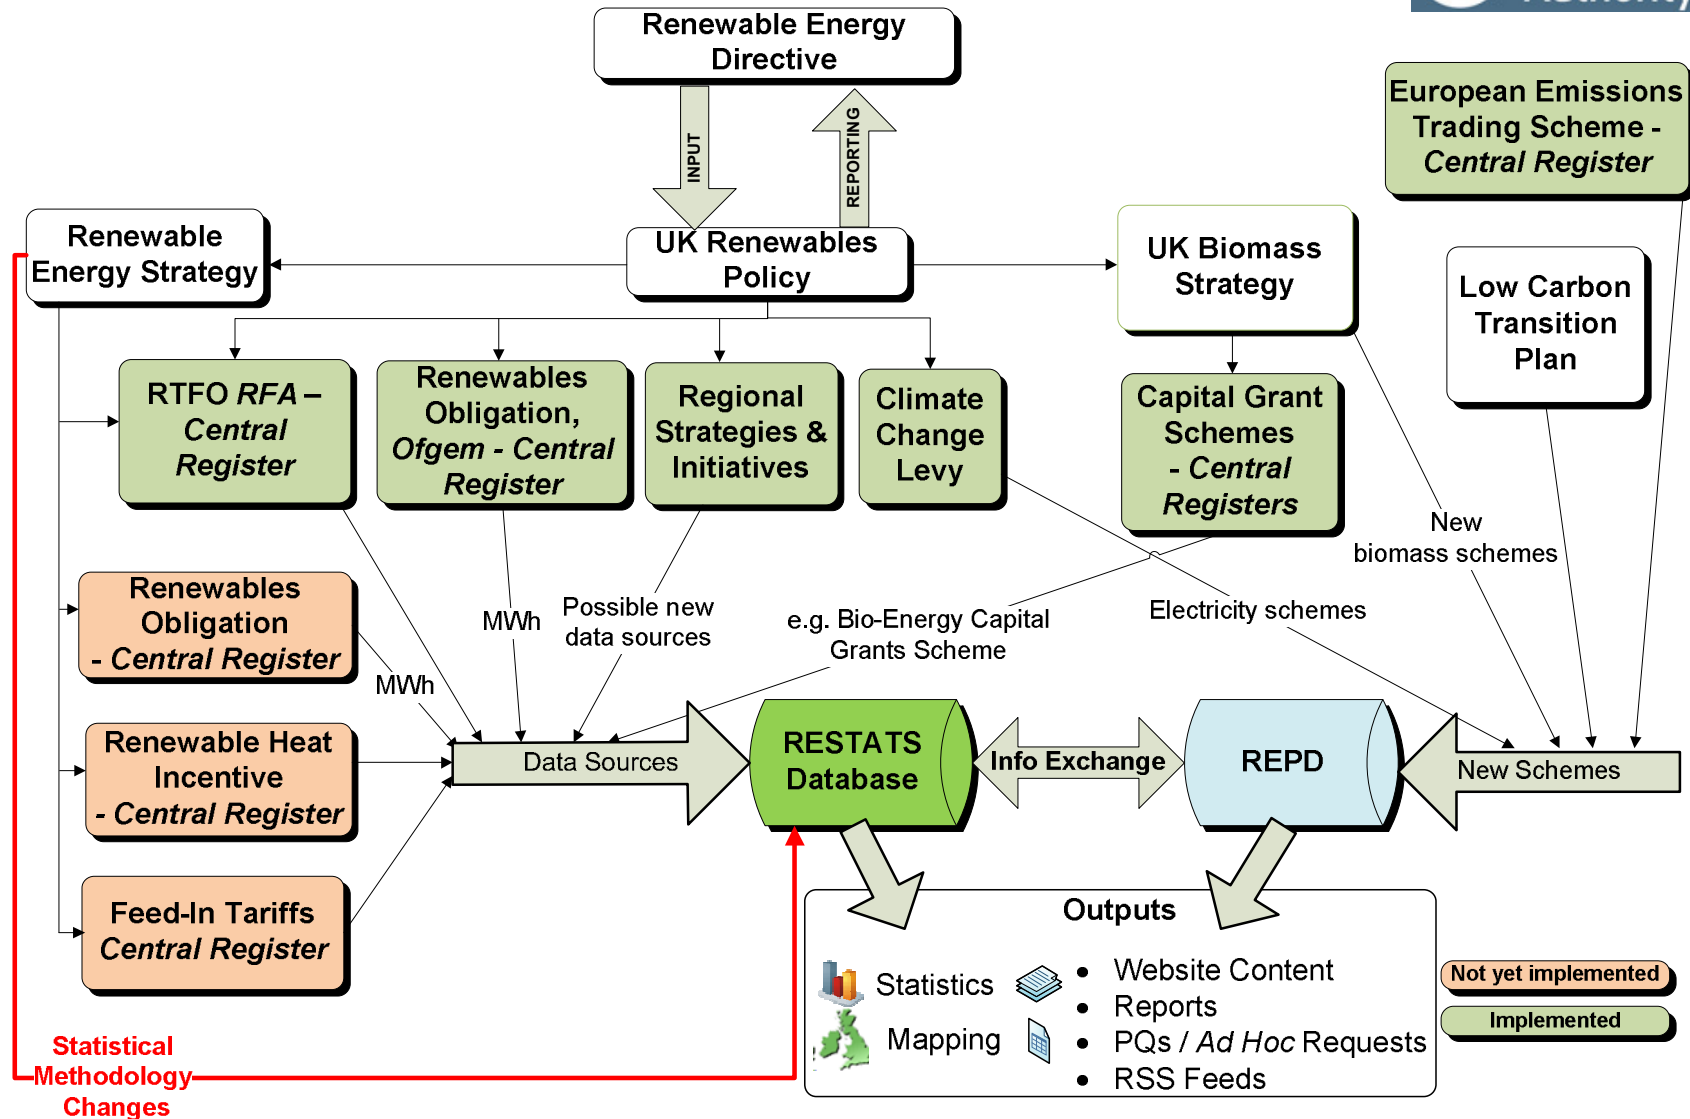 Authority
Renewable Energy
Directive
European Emissions
Trading Scheme -
Central Register
INPUT
REPORTING
Renewable
Energy Strategy
UK Renewables
Policy
UK Biomass
Strategy
Low Carbon
Transition
Plan
RTFO RFA –
Central
Register
Renewables
Obligation,
Ofgem - Central
Register
Regional
Strategies &
Initiatives
Climate
Change
Levy
Capital Grant
Schemes
- Central
Registers
New
biomass schemes
Renewables
Obligation
- Central Register
MWh
MWh
Possible new
data sources
e.g. Bio-Energy Capital
Grants Scheme
Electricity schemes
Renewable Heat
Incentive
- Central Register
Data Sources
RESTATS
Database
Info Exchange
REPD
New Schemes
Feed-In Tariffs
Central Register
Outputs
Statistics
Mapping
• Website Content
• Reports
• PQs / Ad Hoc Requests
• RSS Feeds
Not yet implemented
Implemented
Statistical
Methodology
Changes